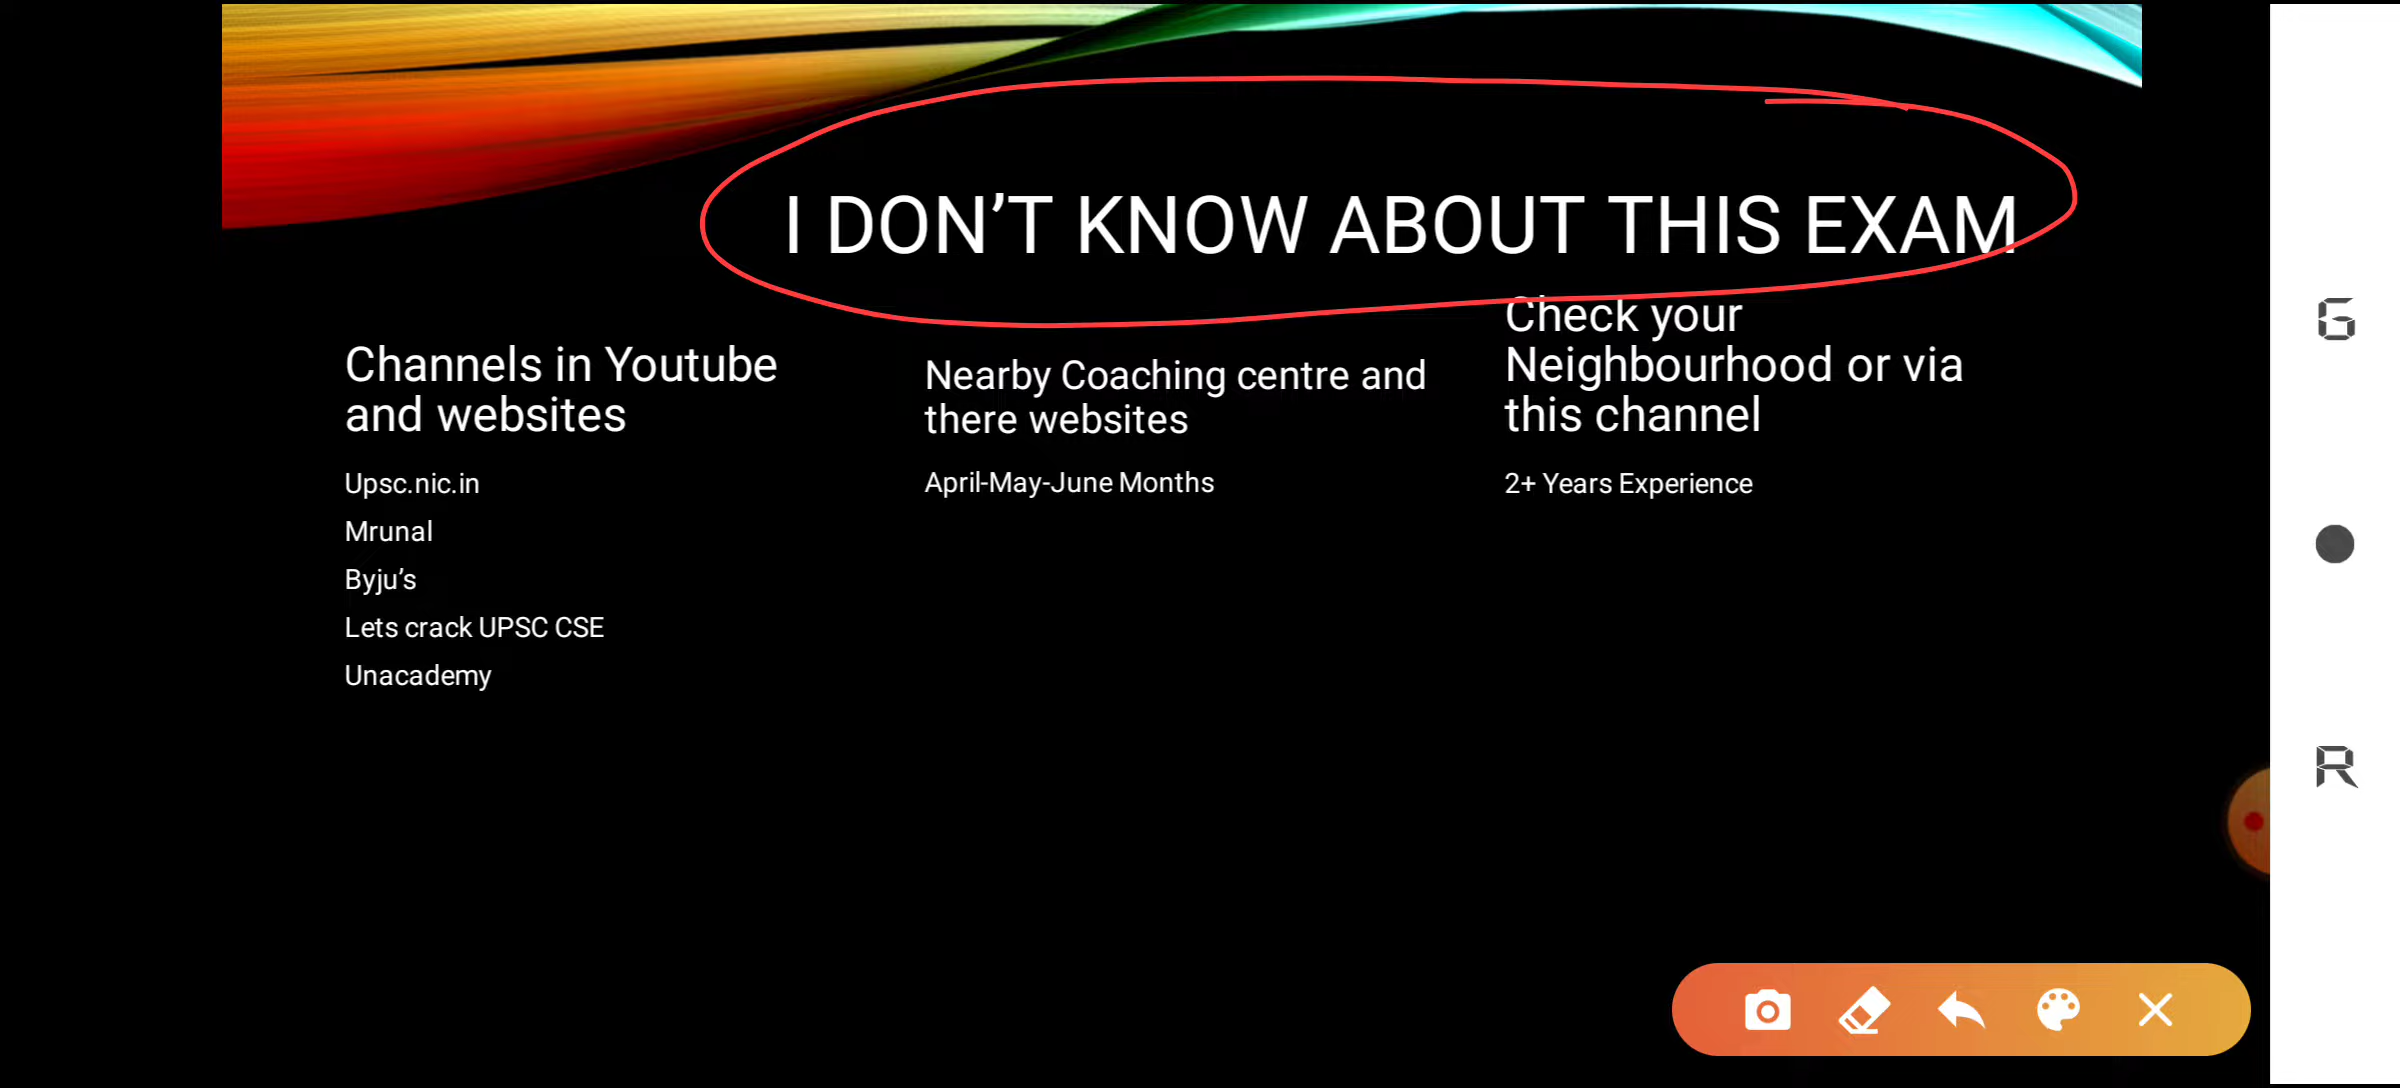 I DON’T KNOW ABOUT THIS EXAM
Channels in Youtube
and websites
Upsc.nic.in
Mrunal
Byju’s
Lets crack UPSC CSE
Unacademy
Nearby Coaching centre and
there websites
April-May-June Months
Check your
Neighbourhood or via
this channel
2+ Years Experience
G
R